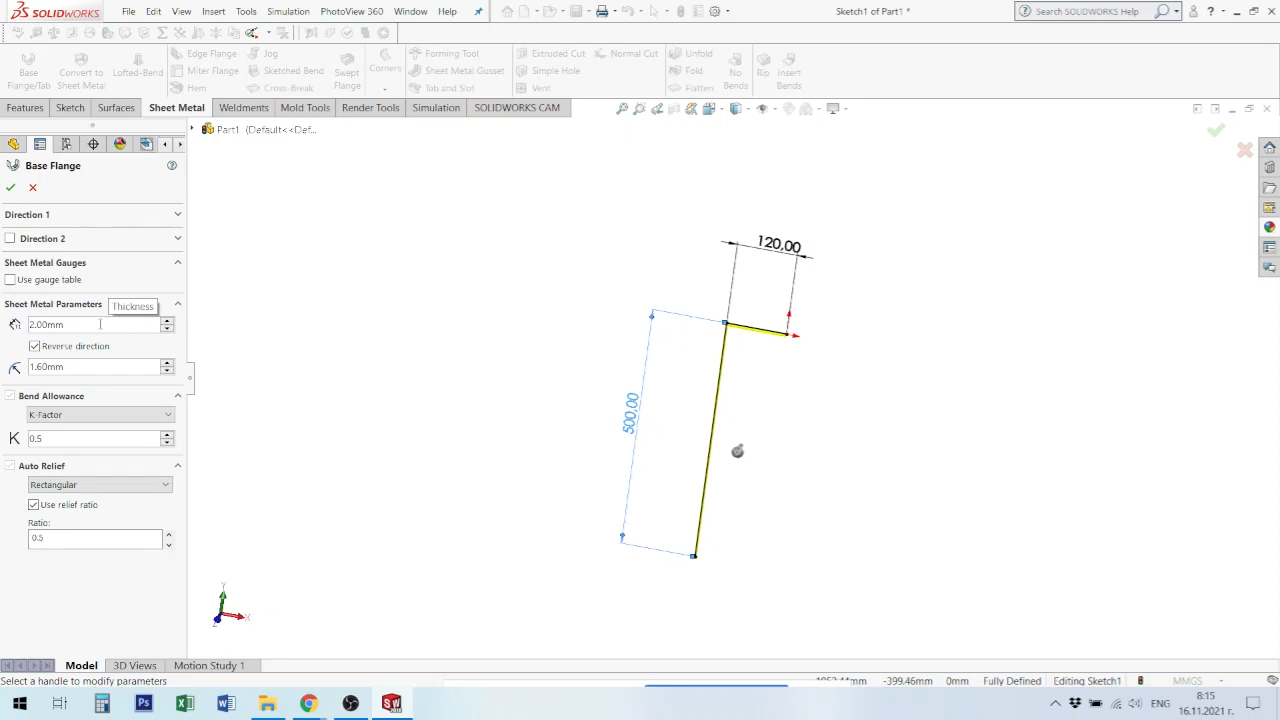 SOLIDWORKS File Edit View Insert Tools Simulation PhotoView 360 Window Help Sketch1 of Part1 * Search SOLIDWORKS Help
Base Flange/Tab Convert to Sheet Metal Lofted-Bend Edge Flange Miter Flange Hem Jog Sketched Bend Cross-Break Swept Flange Corners Forming Tool Sheet Metal Gusset Tab and Slot Extruded Cut Simple Hole Vent Normal Cut Unfold Fold Flatten No Bends Rip Insert Bends
Features Sketch Surfaces Sheet Metal Weldments Mold Tools Render Tools Simulation SOLIDWORKS CAM
Part1 (Default<<Def...
Base Flange
Direction 1
Direction 2
Sheet Metal Gauges
Use gauge table
Sheet Metal Parameters
Thickness
2.00mm
Reverse direction
1.60mm
Bend Allowance
K-Factor
K 0.5
Auto Relief
Rectangular
Use relief ratio
Ratio:
0.5
120,00
500,00
Y
X
Z
Model 3D Views Motion Study 1
Select a handle to modify parameters
-399.46mm 0mm Fully Defined Editing Sketch1 MMGS
ENG
8:15
16.11.2021 г.